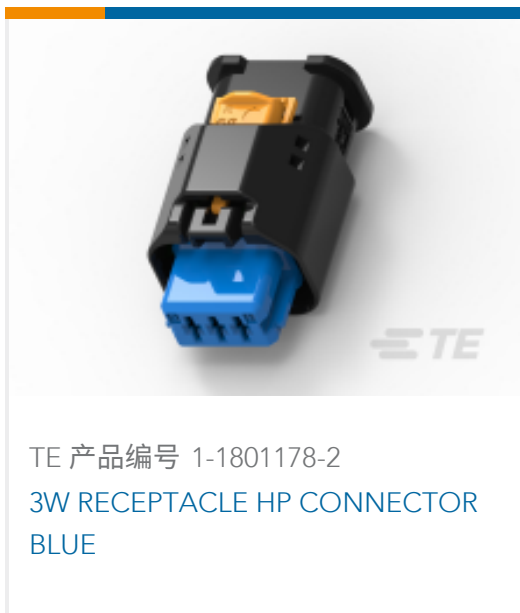 TE
TE 产品编号 1-1801178-2
3W RECEPTACLE HP CONNECTOR
BLUE